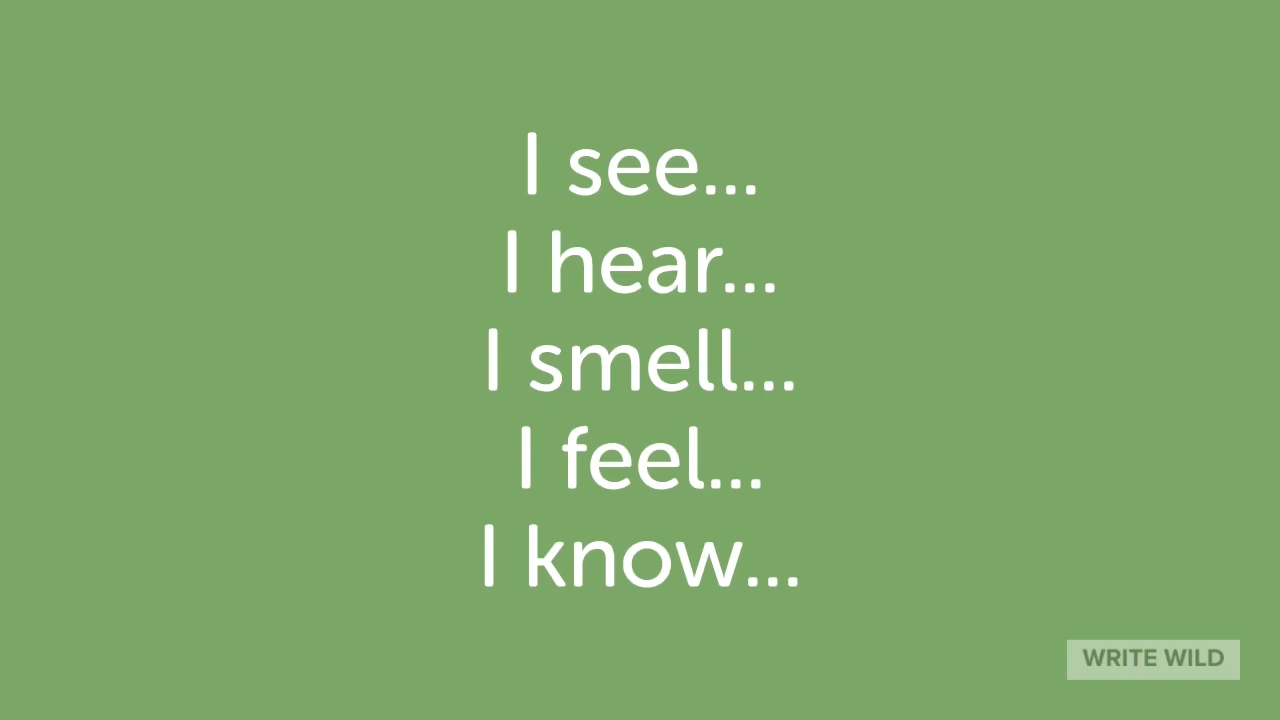 I see...
I hear...
I smell...
I feel...
I know...
WRITE WILD